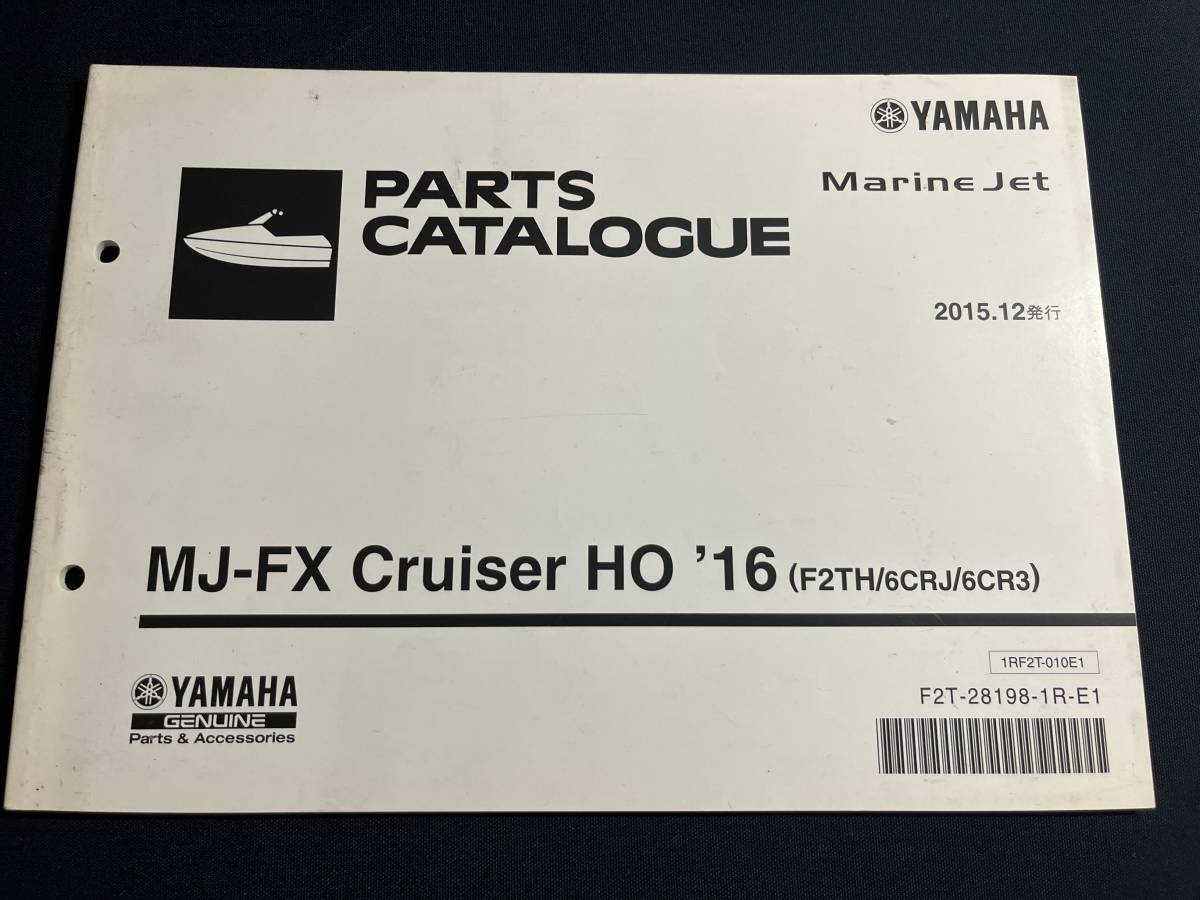 YAMAHA
Marine Jet
PARTS
CATALOGUE
2015.12発行
MJ-FX Cruiser HO ’16 (F2TH/6CRJ/6CR3)
1RF2T-010E1
F2T-28198-1R-E1
YAMAHA
GENUINE
Parts & Accessories